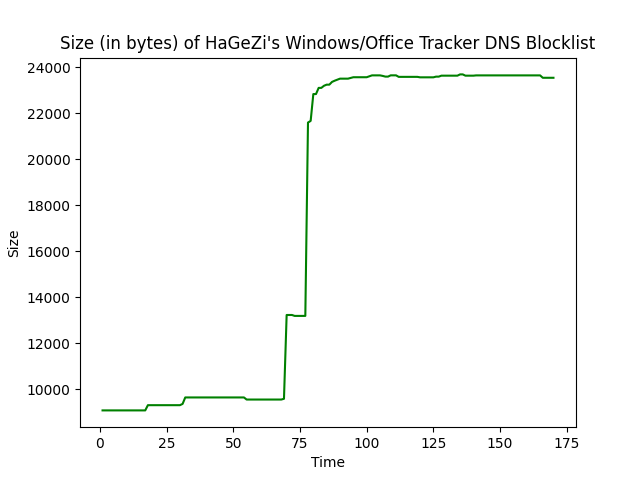 Size (in bytes) of HaGeZi's Windows/Office Tracker DNS Blocklist
24000
22000
20000
18000
16000
14000
12000
10000
Size
0 25 50 75 100 125 150 175
Time